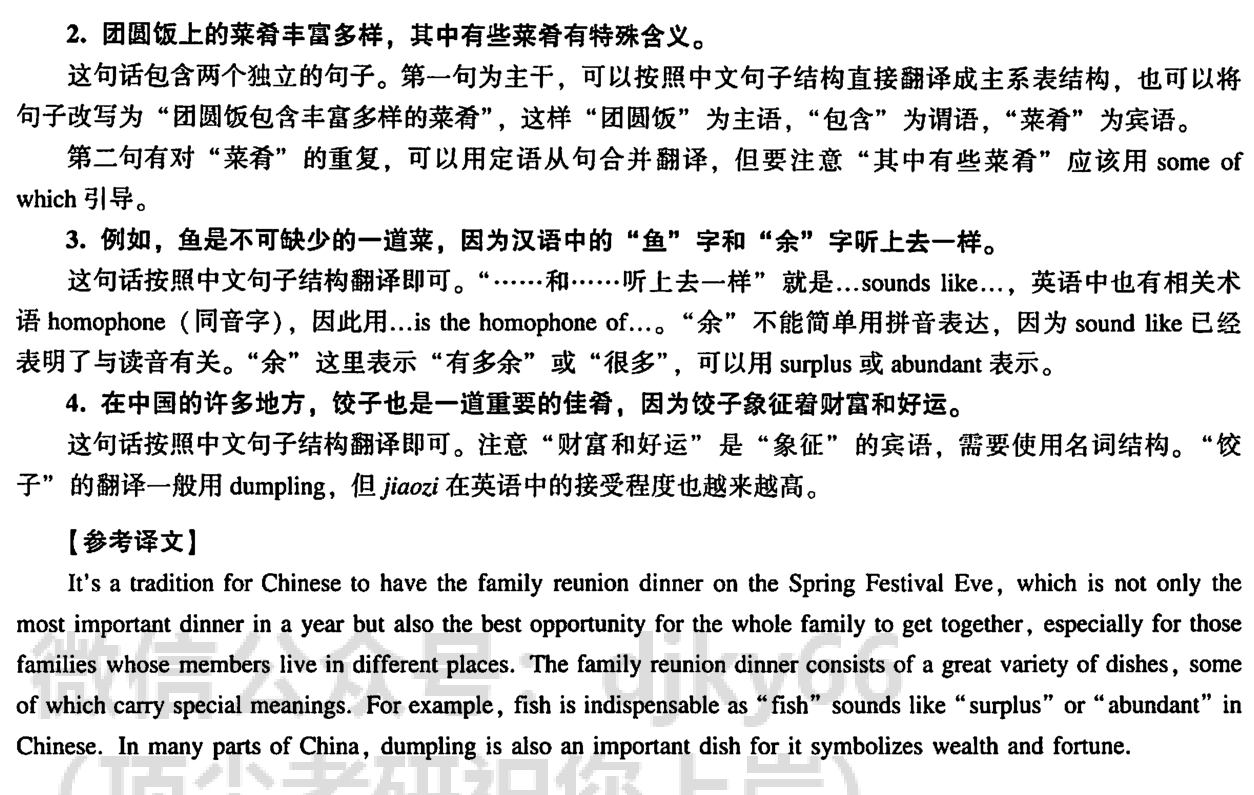 2. 团圆饭上的菜肴丰富多样，其中有些菜肴有特殊含义。
这句话包含两个独立的句子。第一句为主干，可以按照中文句子结构直接翻译成主系表结构，也可以将
句子改写为“团圆饭包含丰富多样的菜肴”，这样“团圆饭”为主语，“包含”为谓语，“菜肴”为宾语。
第二句有对“菜肴”的重复，可以用定语从句合并翻译，但要注意“其中有些菜肴”应该用 some of
which 引导。
3. 例如，鱼是不可缺少的一道菜，因为汉语中的“鱼”字和“余”字听上去一样。
这句话按照中文句子结构翻译即可。“……和……听上去一样”就是…sounds like…，英语中也有相关术
语 homophone（同音字），因此用…is the homophone of…。“余”不能简单用拼音表达，因为 sound like 已经
表明了与读音有关。“余”这里表示“有多余”或“很多”，可以用 surplus 或 abundant 表示。
4. 在中国的许多地方，饺子也是一道重要的佳肴，因为饺子象征着财富和好运。
这句话按照中文句子结构翻译即可。注意“财富和好运”是“象征”的宾语，需要使用名词结构。“饺
子”的翻译一般用 dumpling，但 jiaozi 在英语中的接受程度也越来越高。
【参考译文】
It's a tradition for Chinese to have the family reunion dinner on the Spring Festival Eve, which is not only the
most important dinner in a year but also the best opportunity for the whole family to get together, especially for those
families whose members live in different places. The family reunion dinner consists of a great variety of dishes, some
of which carry special meanings. For example, fish is indispensable as “fish” sounds like “surplus” or “abundant” in
Chinese. In many parts of China, dumpling is also an important dish for it symbolizes wealth and fortune.
微信公众号：djky66
（顶尖考研祝你上岸）